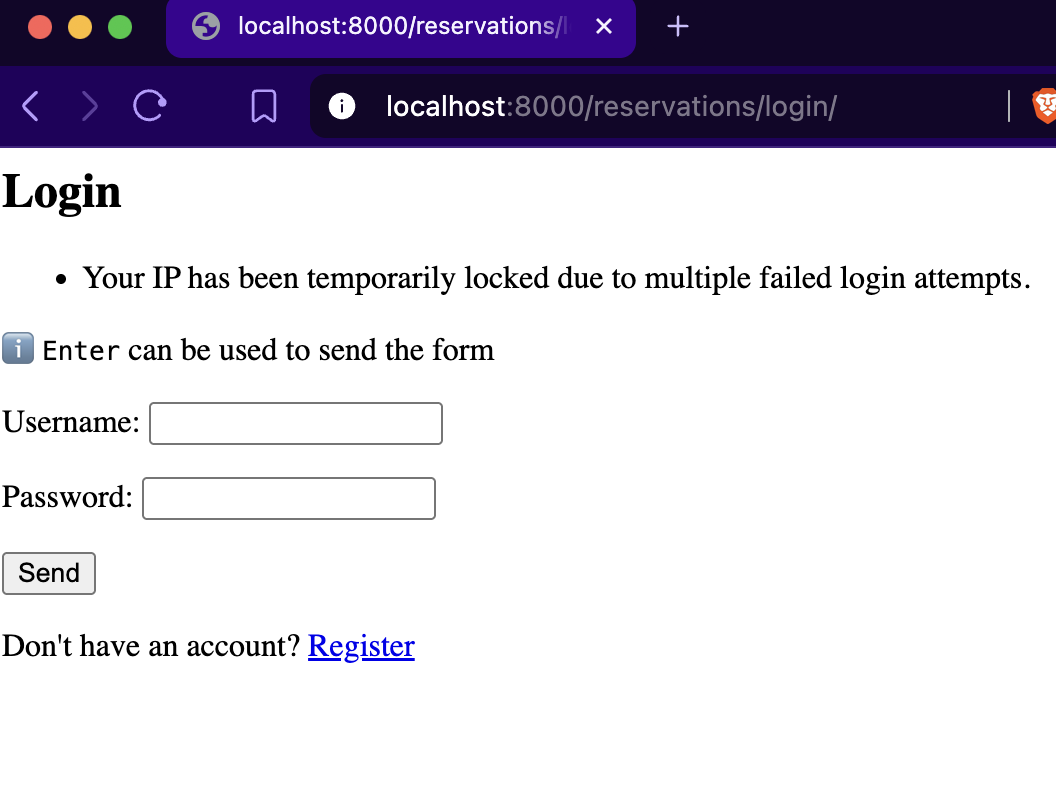 localhost:8000/reservations/
localhost:8000/reservations/login/
Login
Your IP has been temporarily locked due to multiple failed login attempts.
Enter can be used to send the form
Username:
Password:
Send
Don't have an account? Register